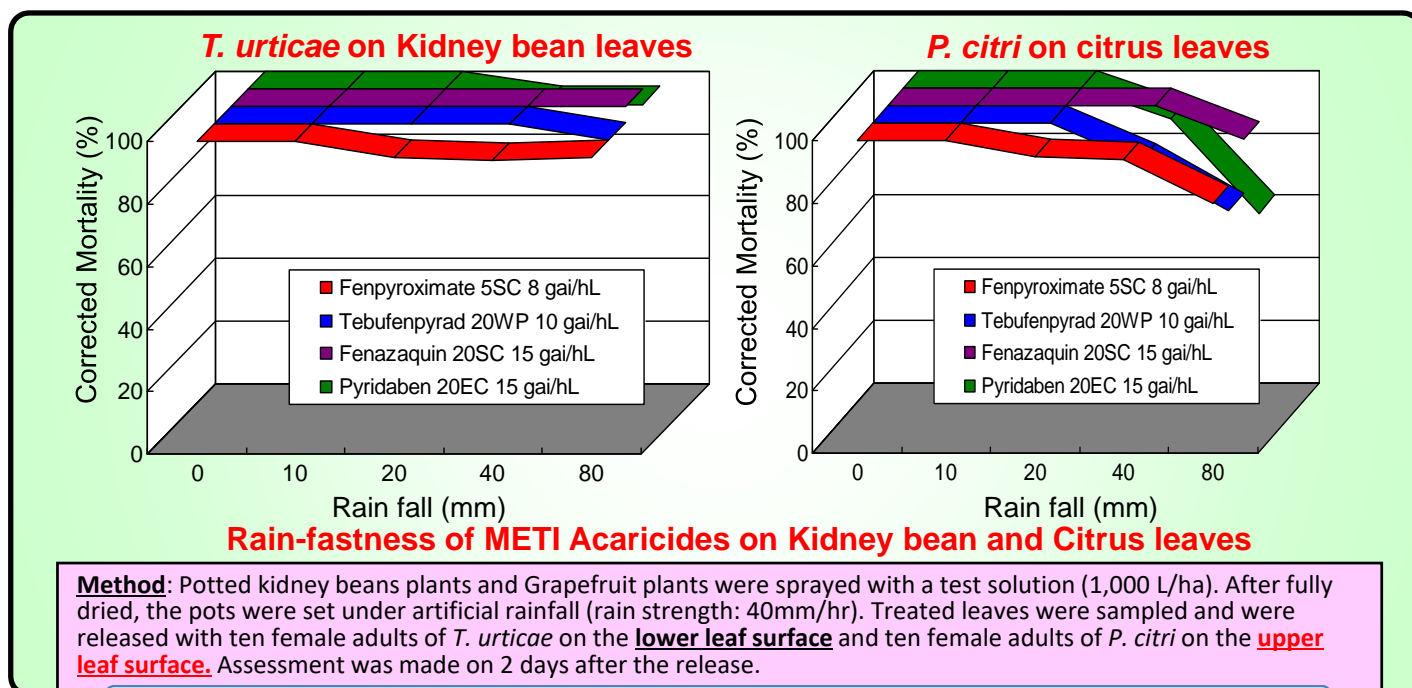 T. urticae on Kidney bean leaves
Corrected Mortality (%)
100
80
60
40
20
0
0 10 20 40 80
Rain fall (mm)
Fenpyroximate 5SC 8 gai/hL
Tebufenpyrad 20WP 10 gai/hL
Fenazaquin 20SC 15 gai/hL
Pyridaben 20EC 15 gai/hL
P. citri on citrus leaves
Corrected Mortality (%)
100
80
60
40
20
0
0 10 20 40 80
Rain fall (mm)
Fenpyroximate 5SC 8 gai/hL
Tebufenpyrad 20WP 10 gai/hL
Fenazaquin 20SC 15 gai/hL
Pyridaben 20EC 15 gai/hL
Rain-fastness of METI Acaricides on Kidney bean and Citrus leaves
Method: Potted kidney beans plants and Grapefruit plants were sprayed with a test solution (1,000 L/ha). After fully
dried, the pots were set under artificial rainfall (rain strength: 40mm/hr). Treated leaves were sampled and were
released with ten female adults of T. urticae on the lower leaf surface and ten female adults of P. citri on the upper
leaf surface. Assessment was made on 2 days after the release.